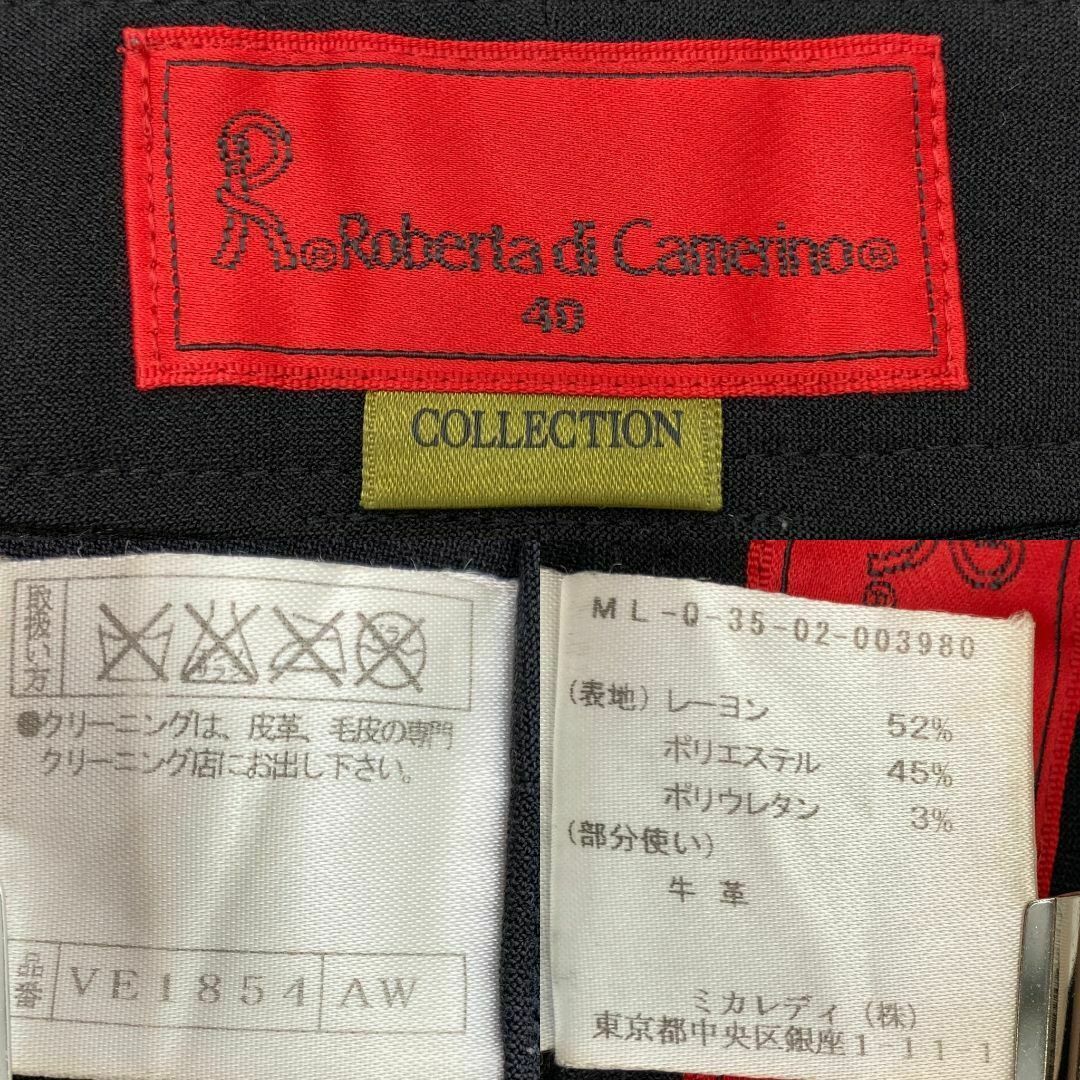 R®Roberta di Camerino®
40
COLLECTION
取扱い方
●クリーニングは、皮革、毛皮の専門
クリーニング店にお出し下さい。
品番 VE1854 AW
ML-Q-35-02-003980
(表地) レーヨン 52%
ポリエステル 45%
ポリウレタン 3%
(部分使い)
牛革
ミカレディ(株)
東京都中央区銀座1-11-1